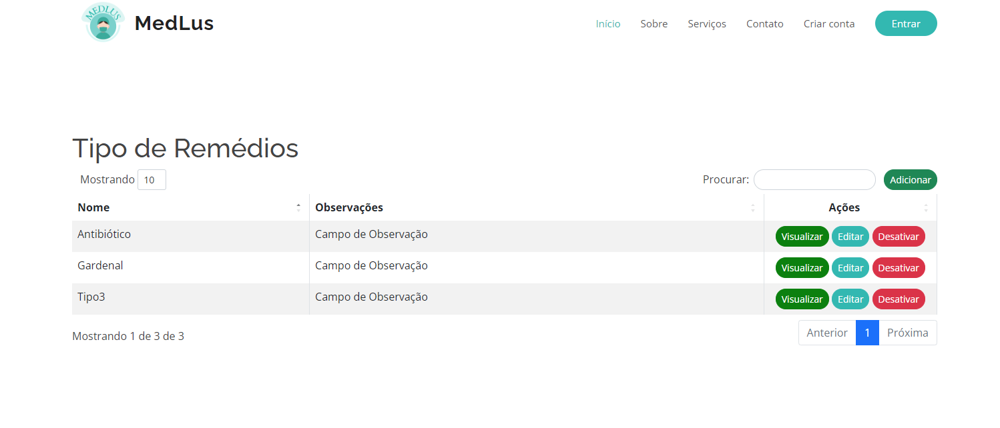 MEDLUS
MedLus
Início Sobre Serviços Contato Criar conta Entrar
Tipo de Remédios
Mostrando 10 Procurar: Adicionar
Nome Observações Ações
Antibiótico Campo de Observação Visualizar Editar Desativar
Gardenal Campo de Observação Visualizar Editar Desativar
Tipo3 Campo de Observação Visualizar Editar Desativar
Mostrando 1 de 3 de 3 Anterior 1 Próxima